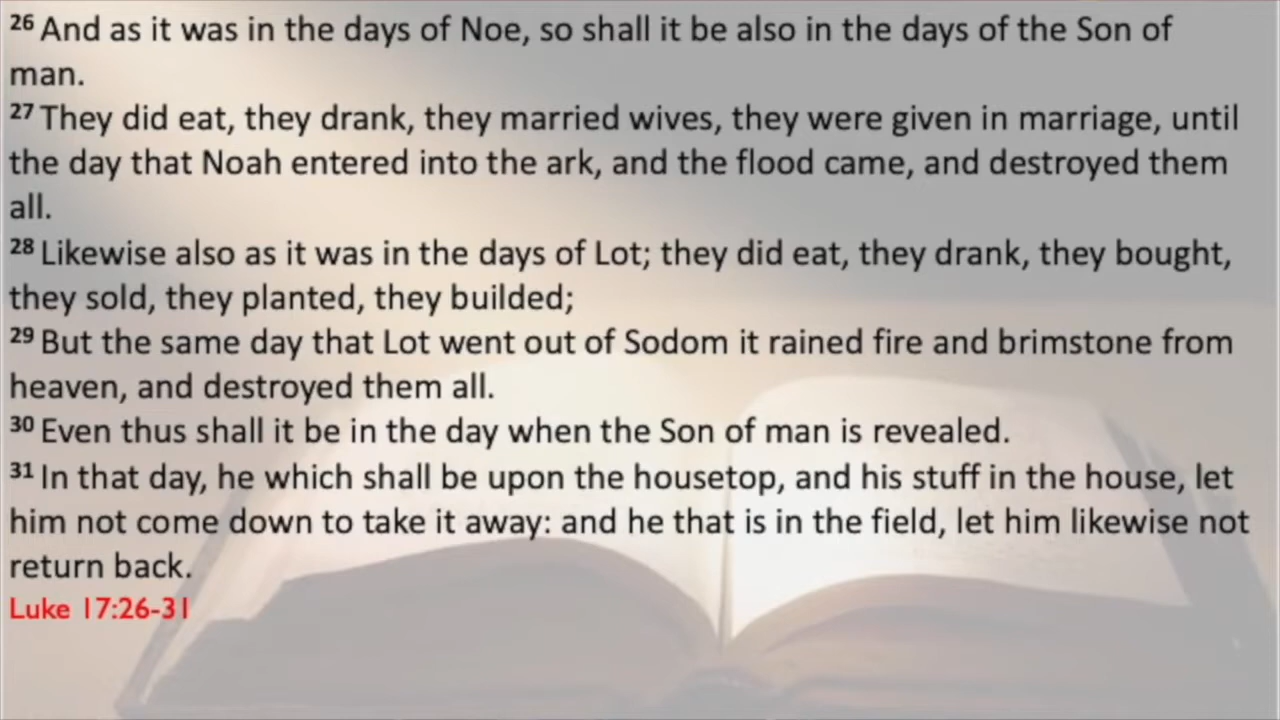 26 And as it was in the days of Noe, so shall it be also in the days of the Son of
man.
27 They did eat, they drank, they married wives, they were given in marriage, until
the day that Noah entered into the ark, and the flood came, and destroyed them
all.
28 Likewise also as it was in the days of Lot; they did eat, they drank, they bought,
they sold, they planted, they builded;
29 But the same day that Lot went out of Sodom it rained fire and brimstone from
heaven, and destroyed them all.
30 Even thus shall it be in the day when the Son of man is revealed.
31 In that day, he which shall be upon the housetop, and his stuff in the house, let
him not come down to take it away: and he that is in the field, let him likewise not
return back.
Luke 17:26-31